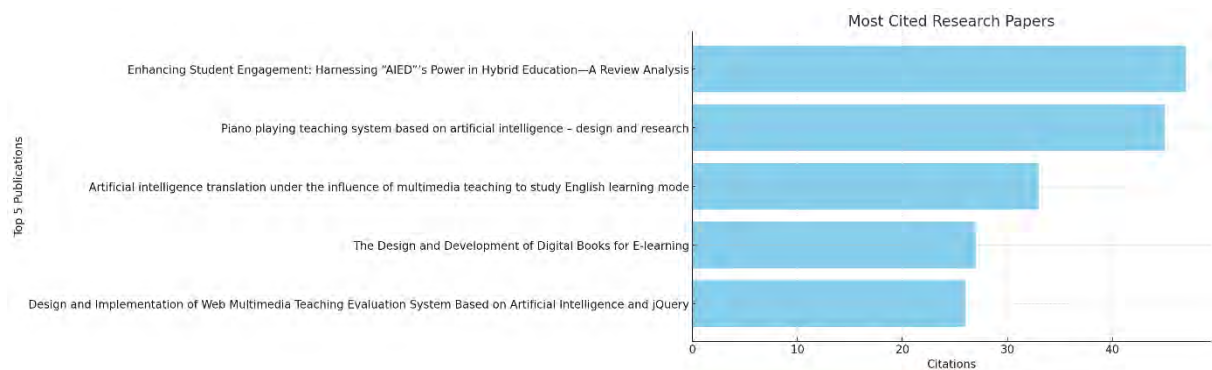 Most Cited Research Papers
Top 5 Publications
Enhancing Student Engagement: Harnessing “AIED”‘s Power in Hybrid Education—A Review Analysis
Piano playing teaching system based on artificial intelligence – design and research
Artificial intelligence translation under the influence of multimedia teaching to study English learning mode
The Design and Development of Digital Books for E-learning
Design and Implementation of Web Multimedia Teaching Evaluation System Based on Artificial Intelligence and jQuery
0 10 20 30 40
Citations